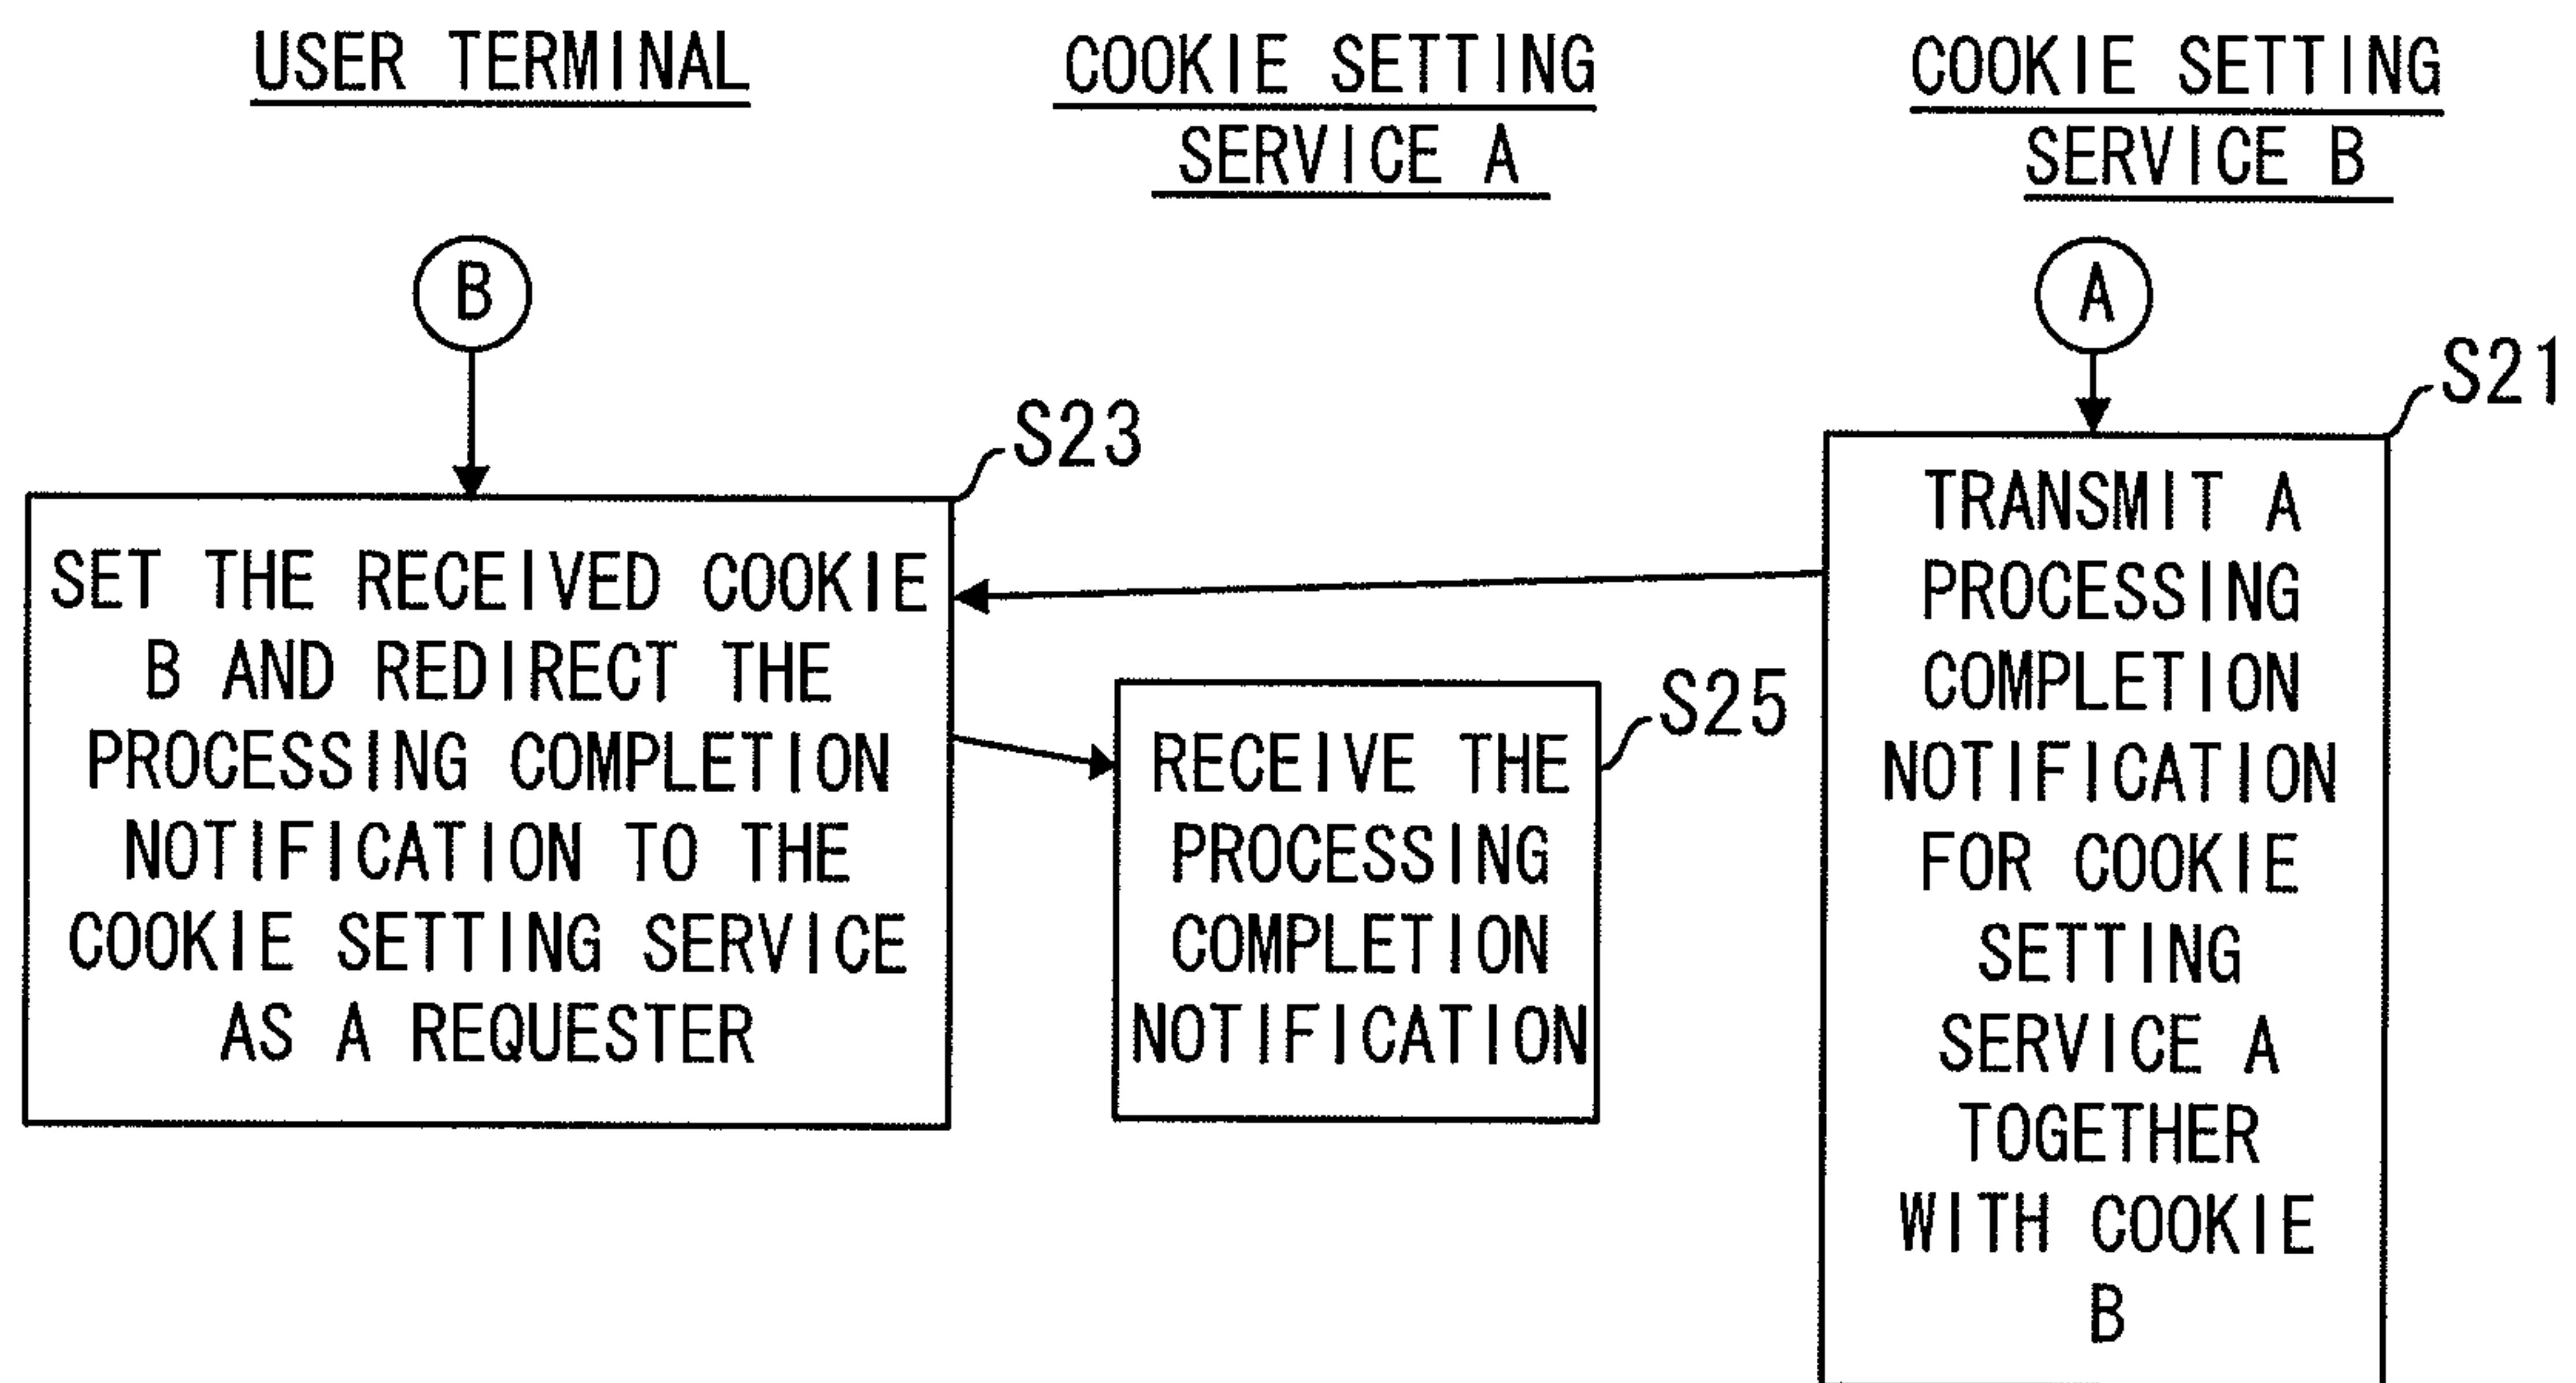 USER TERMINAL
COOKIE SETTING
SERVICE A
COOKIE SETTING
SERVICE B
B
A
S23
S21
SET THE RECEIVED COOKIE
B AND REDIRECT THE
PROCESSING COMPLETION
NOTIFICATION TO THE
COOKIE SETTING SERVICE
AS A REQUESTER
S25
RECEIVE THE
PROCESSING
COMPLETION
NOTIFICATION
TRANSMIT A
PROCESSING
COMPLETION
NOTIFICATION
FOR COOKIE
SETTING
SERVICE A
TOGETHER
WITH COOKIE
B